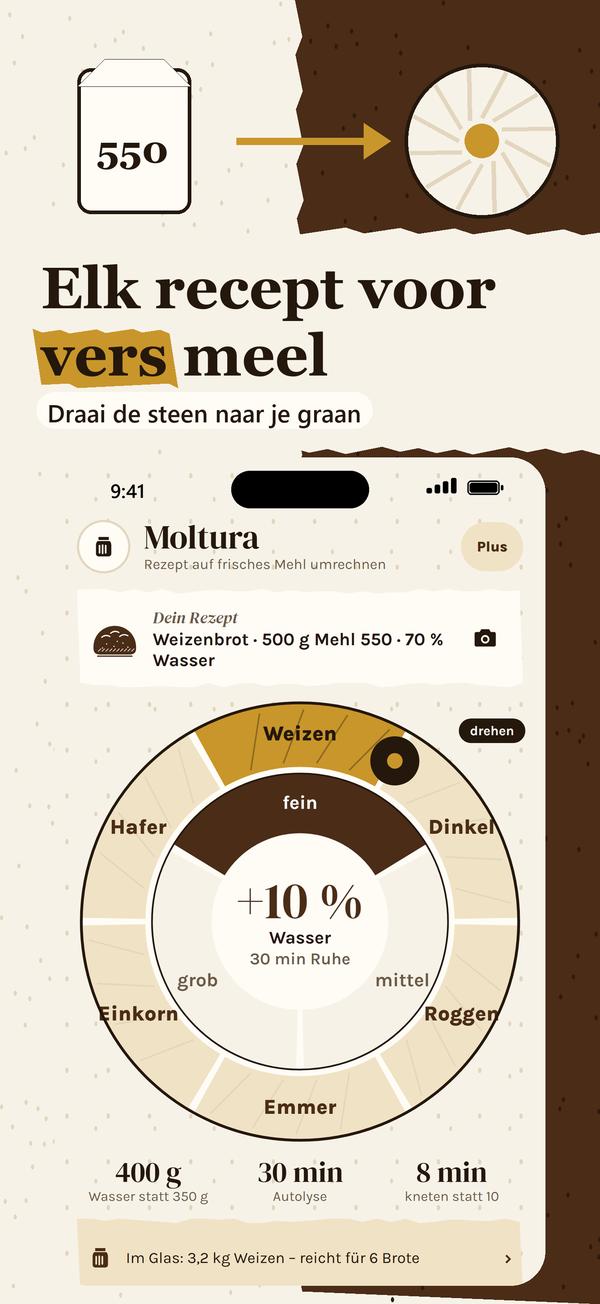 550
Elk recept voor
vers meel
Draai de steen naar je graan
9:41
Moltura
Rezept auf frisches Mehl umrechnen
Plus
Dein Rezept
Weizenbrot · 500 g Mehl 550 · 70 %
Wasser
drehen
Weizen
fein
Hafer
Dinkel
+10 %
Wasser
30 min Ruhe
grob
mittel
Einkorn
Roggen
Emmer
400 g
Wasser statt 350 g
30 min
Autolyse
8 min
kneten statt 10
Im Glas: 3,2 kg Weizen – reicht für 6 Brote